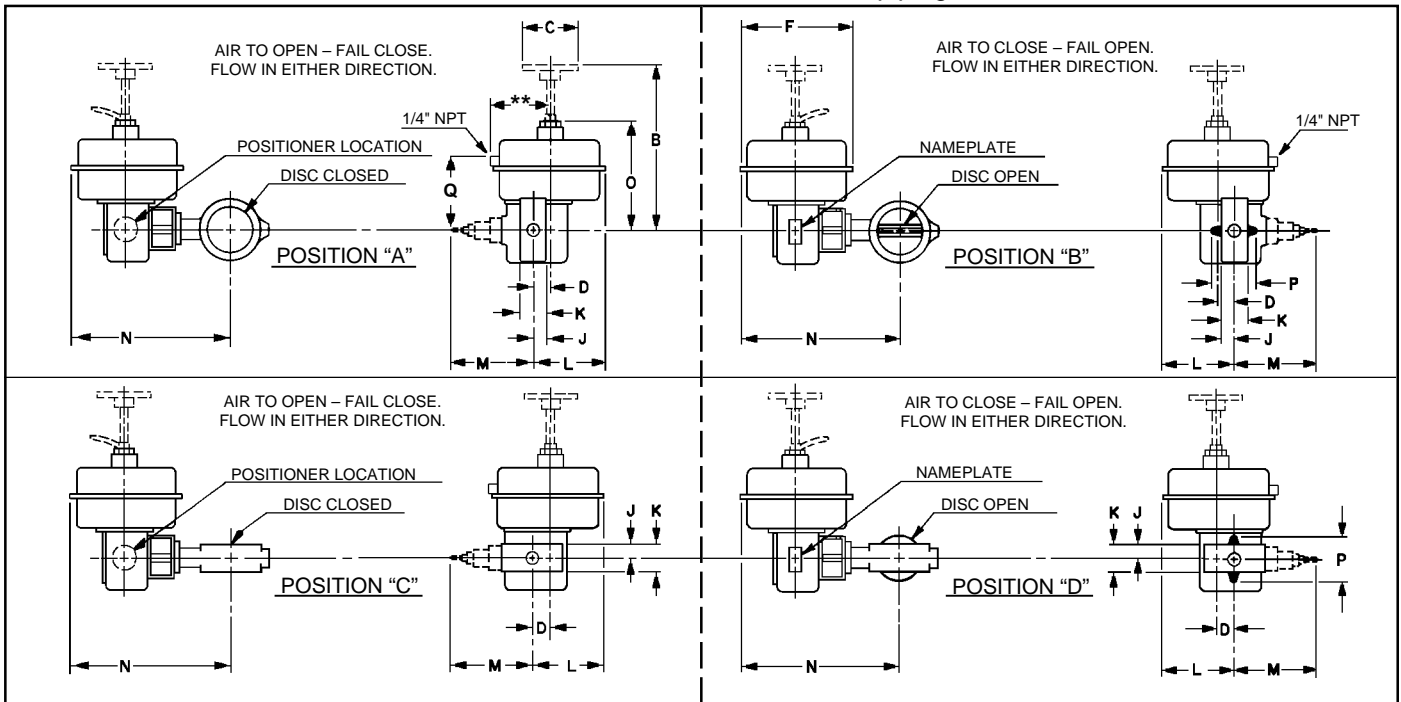 AIR TO OPEN – FAIL CLOSE.
FLOW IN EITHER DIRECTION.
C
**
1/4" NPT
B
O
Q
POSITIONER LOCATION
DISC CLOSED
POSITION “A”
D
K
J
N
M
L
F
AIR TO CLOSE – FAIL OPEN.
FLOW IN EITHER DIRECTION.
1/4" NPT
NAMEPLATE
DISC OPEN
POSITION “B”
P
D
K
J
N
L
M
AIR TO OPEN – FAIL CLOSE.
FLOW IN EITHER DIRECTION.
POSITIONER LOCATION
DISC CLOSED
J
K
POSITION “C”
D
N
M
L
AIR TO CLOSE – FAIL OPEN.
FLOW IN EITHER DIRECTION.
NAMEPLATE
DISC OPEN
K
J
P
POSITION “D”
D
N
L
M